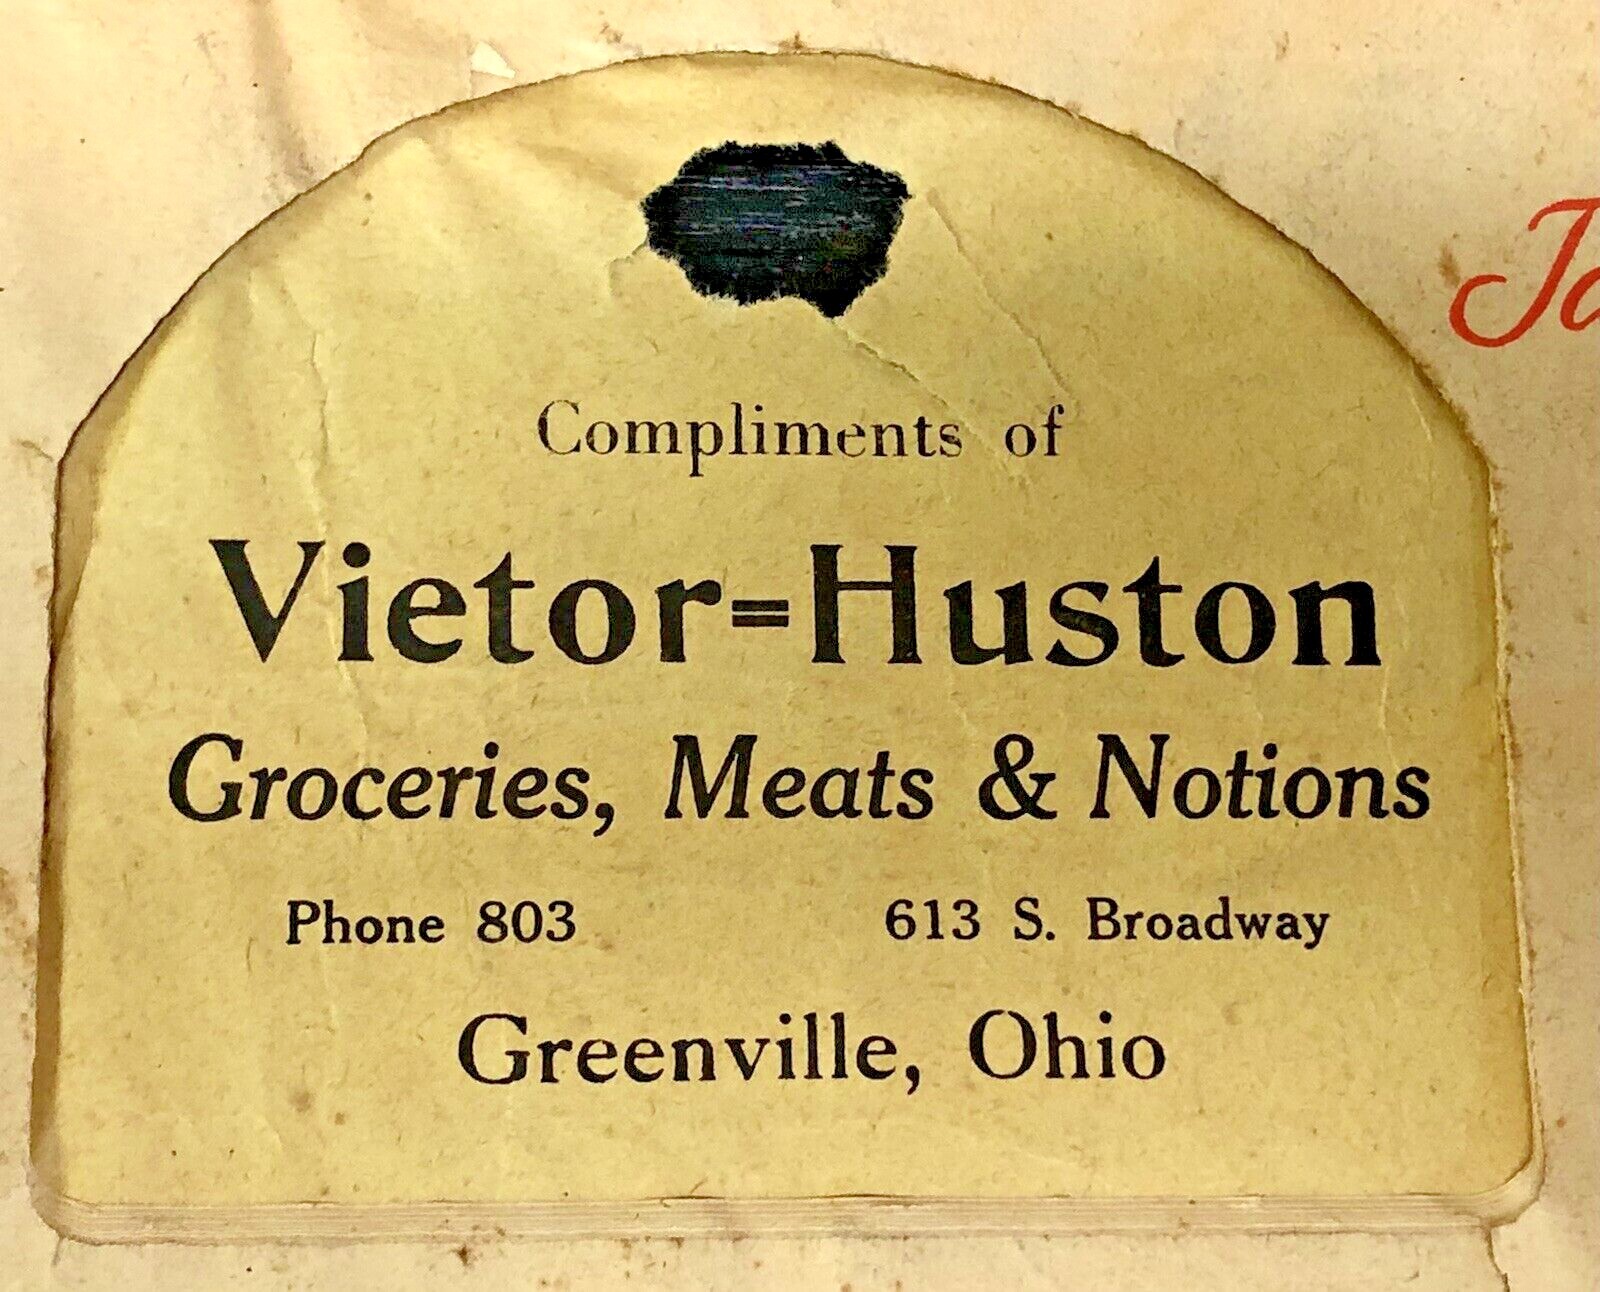 Compliments of
Vietor=Huston
Groceries, Meats & Notions
Phone 803 613 S. Broadway
Greenville, Ohio